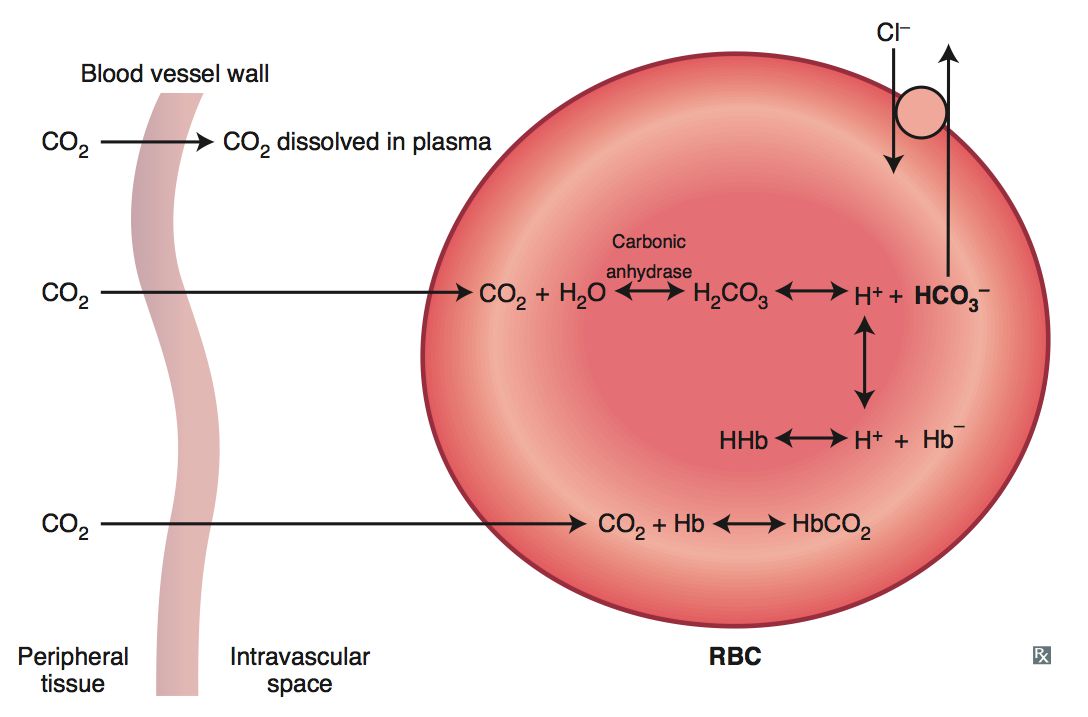 Cl⁻
Blood vessel wall
CO₂
CO₂ dissolved in plasma
Carbonic
anhydrase
CO₂
CO₂ + H₂O
H₂CO₃
H⁺ + HCO₃⁻
HHb
H⁺ + Hb⁻
CO₂
CO₂ + Hb
HbCO₂
Peripheral
tissue
Intravascular
space
RBC
Rx